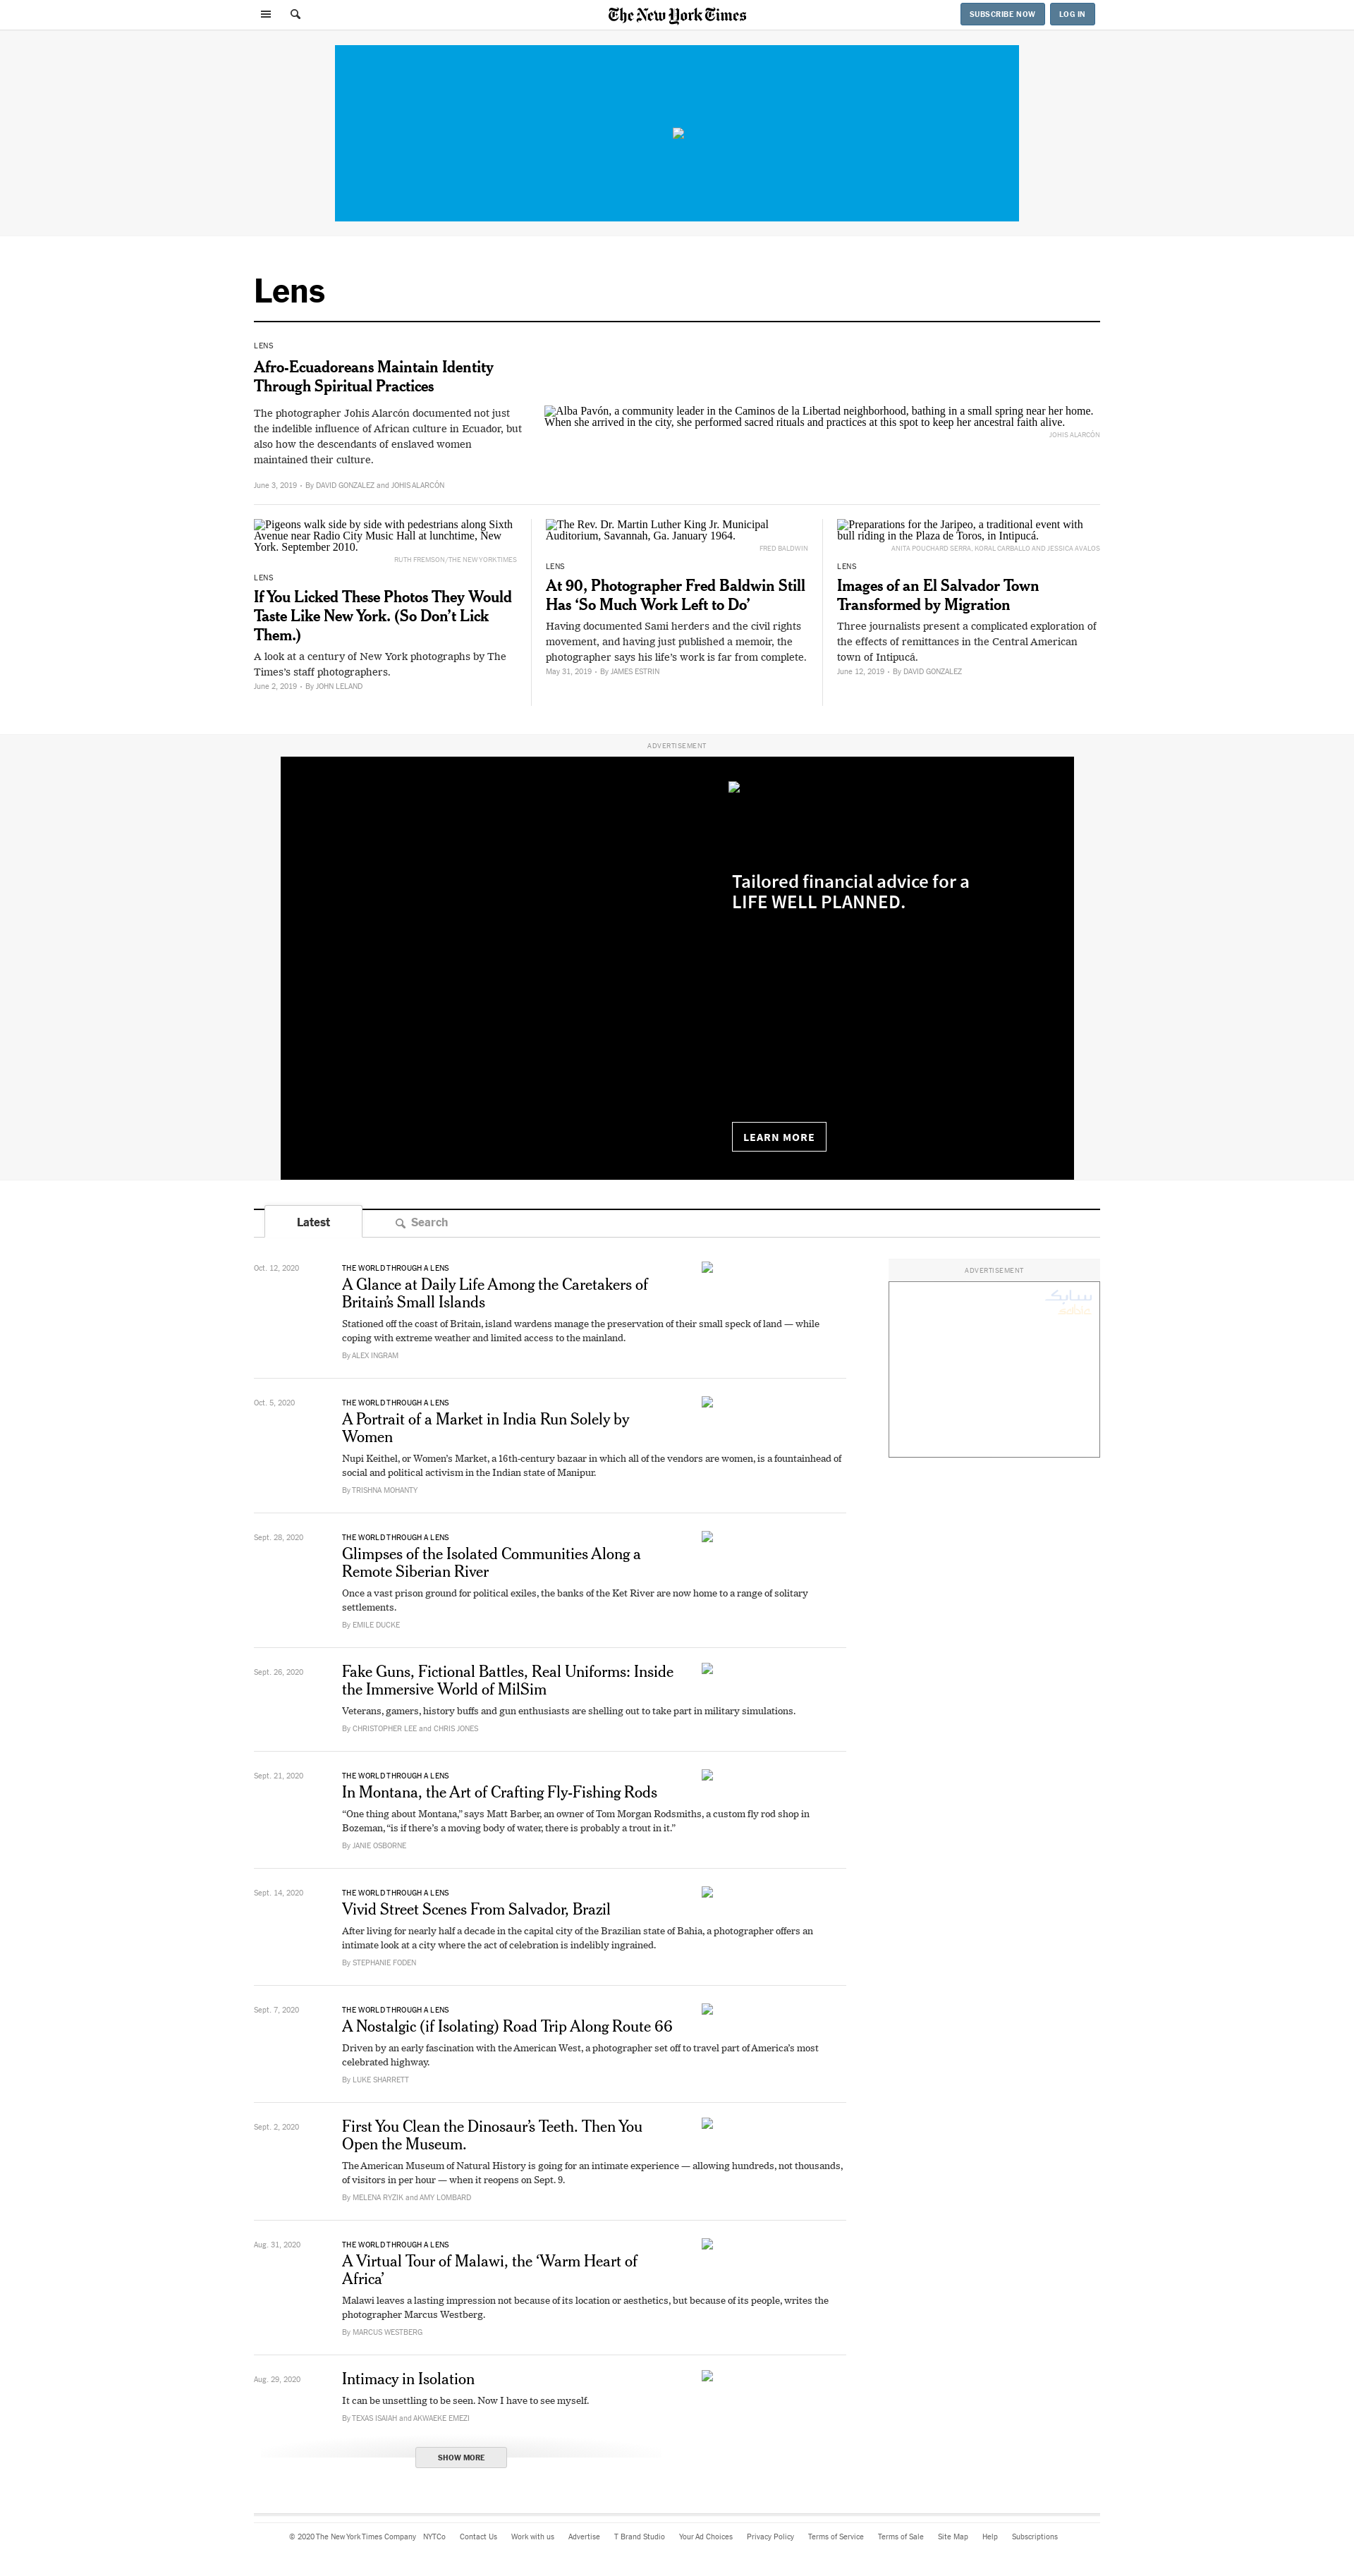 The New York Times
SUBSCRIBE NOW
LOG IN
Lens
LENS
Afro-Ecuadoreans Maintain Identity
Through Spiritual Practices
The photographer Johis Alarcón documented not just
the indelible influence of African culture in Ecuador, but
also how the descendants of enslaved women
maintained their culture.
June 3, 2019 • By DAVID GONZALEZ and JOHIS ALARCÓN
Alba Pavón, a community leader in the Caminos de la Libertad neighborhood, bathing in a small spring near her home.
When she arrived in the city, she performed sacred rituals and practices at this spot to keep her ancestral faith alive.
JOHIS ALARCÓN
Pigeons walk side by side with pedestrians along Sixth
Avenue near Radio City Music Hall at lunchtime, New
York. September 2010.
RUTH FREMSON/THE NEW YORK TIMES
LENS
If You Licked These Photos They Would
Taste Like New York. (So Don’t Lick
Them.)
A look at a century of New York photographs by The
Times’s staff photographers.
June 2, 2019 • By JOHN LELAND
The Rev. Dr. Martin Luther King Jr. Municipal
Auditorium, Savannah, Ga. January 1964.
FRED BALDWIN
LENS
At 90, Photographer Fred Baldwin Still
Has ‘So Much Work Left to Do’
Having documented Sami herders and the civil rights
movement, and having just published a memoir, the
photographer says his life’s work is far from complete.
May 31, 2019 • By JAMES ESTRIN
Preparations for the Jaripeo, a traditional event with
bull riding in the Plaza de Toros, in Intipucá.
ANITA POUCHARD SERRA, KORAL CARBALLO AND JESSICA AVALOS
LENS
Images of an El Salvador Town
Transformed by Migration
Three journalists present a complicated exploration of
the effects of remittances in the Central American
town of Intipucá.
June 12, 2019 • By DAVID GONZALEZ
ADVERTISEMENT
Tailored financial advice for a
LIFE WELL PLANNED.
LEARN MORE
Latest
Search
ADVERTISEMENT
سابك
Oct. 12, 2020
THE WORLD THROUGH A LENS
A Glance at Daily Life Among the Caretakers of
Britain’s Small Islands
Stationed off the coast of Britain, island wardens manage the preservation of their small speck of land — while
coping with extreme weather and limited access to the mainland.
By ALEX INGRAM
Oct. 5, 2020
THE WORLD THROUGH A LENS
A Portrait of a Market in India Run Solely by
Women
Nupi Keithel, or Women’s Market, a 16th-century bazaar in which all of the vendors are women, is a fountainhead of
social and political activism in the Indian state of Manipur.
By TRISHNA MOHANTY
Sept. 28, 2020
THE WORLD THROUGH A LENS
Glimpses of the Isolated Communities Along a
Remote Siberian River
Once a vast prison ground for political exiles, the banks of the Ket River are now home to a range of solitary
settlements.
By EMILE DUCKE
Sept. 26, 2020
Fake Guns, Fictional Battles, Real Uniforms: Inside
the Immersive World of MilSim
Veterans, gamers, history buffs and gun enthusiasts are shelling out to take part in military simulations.
By CHRISTOPHER LEE and CHRIS JONES
Sept. 21, 2020
THE WORLD THROUGH A LENS
In Montana, the Art of Crafting Fly-Fishing Rods
“One thing about Montana,” says Matt Barber, an owner of Tom Morgan Rodsmiths, a custom fly rod shop in
Bozeman, “is if there’s a moving body of water, there is probably a trout in it.”
By JANIE OSBORNE
Sept. 14, 2020
THE WORLD THROUGH A LENS
Vivid Street Scenes From Salvador, Brazil
After living for nearly half a decade in the capital city of the Brazilian state of Bahia, a photographer offers an
intimate look at a city where the act of celebration is indelibly ingrained.
By STEPHANIE FODEN
Sept. 7, 2020
THE WORLD THROUGH A LENS
A Nostalgic (if Isolating) Road Trip Along Route 66
Driven by an early fascination with the American West, a photographer set off to travel part of America’s most
celebrated highway.
By LUKE SHARRETT
Sept. 2, 2020
First You Clean the Dinosaur’s Teeth. Then You
Open the Museum.
The American Museum of Natural History is going for an intimate experience — allowing hundreds, not thousands,
of visitors in per hour — when it reopens on Sept. 9.
By MELENA RYZIK and AMY LOMBARD
Aug. 31, 2020
THE WORLD THROUGH A LENS
A Virtual Tour of Malawi, the ‘Warm Heart of
Africa’
Malawi leaves a lasting impression not because of its location or aesthetics, but because of its people, writes the
photographer Marcus Westberg.
By MARCUS WESTBERG
Aug. 29, 2020
Intimacy in Isolation
It can be unsettling to be seen. Now I have to see myself.
By TEXAS ISAIAH and AKWAEKE EMEZI
SHOW MORE
© 2020 The New York Times Company NYTCo Contact Us Work with us Advertise T Brand Studio Your Ad Choices Privacy Policy Terms of Service Terms of Sale Site Map Help Subscriptions